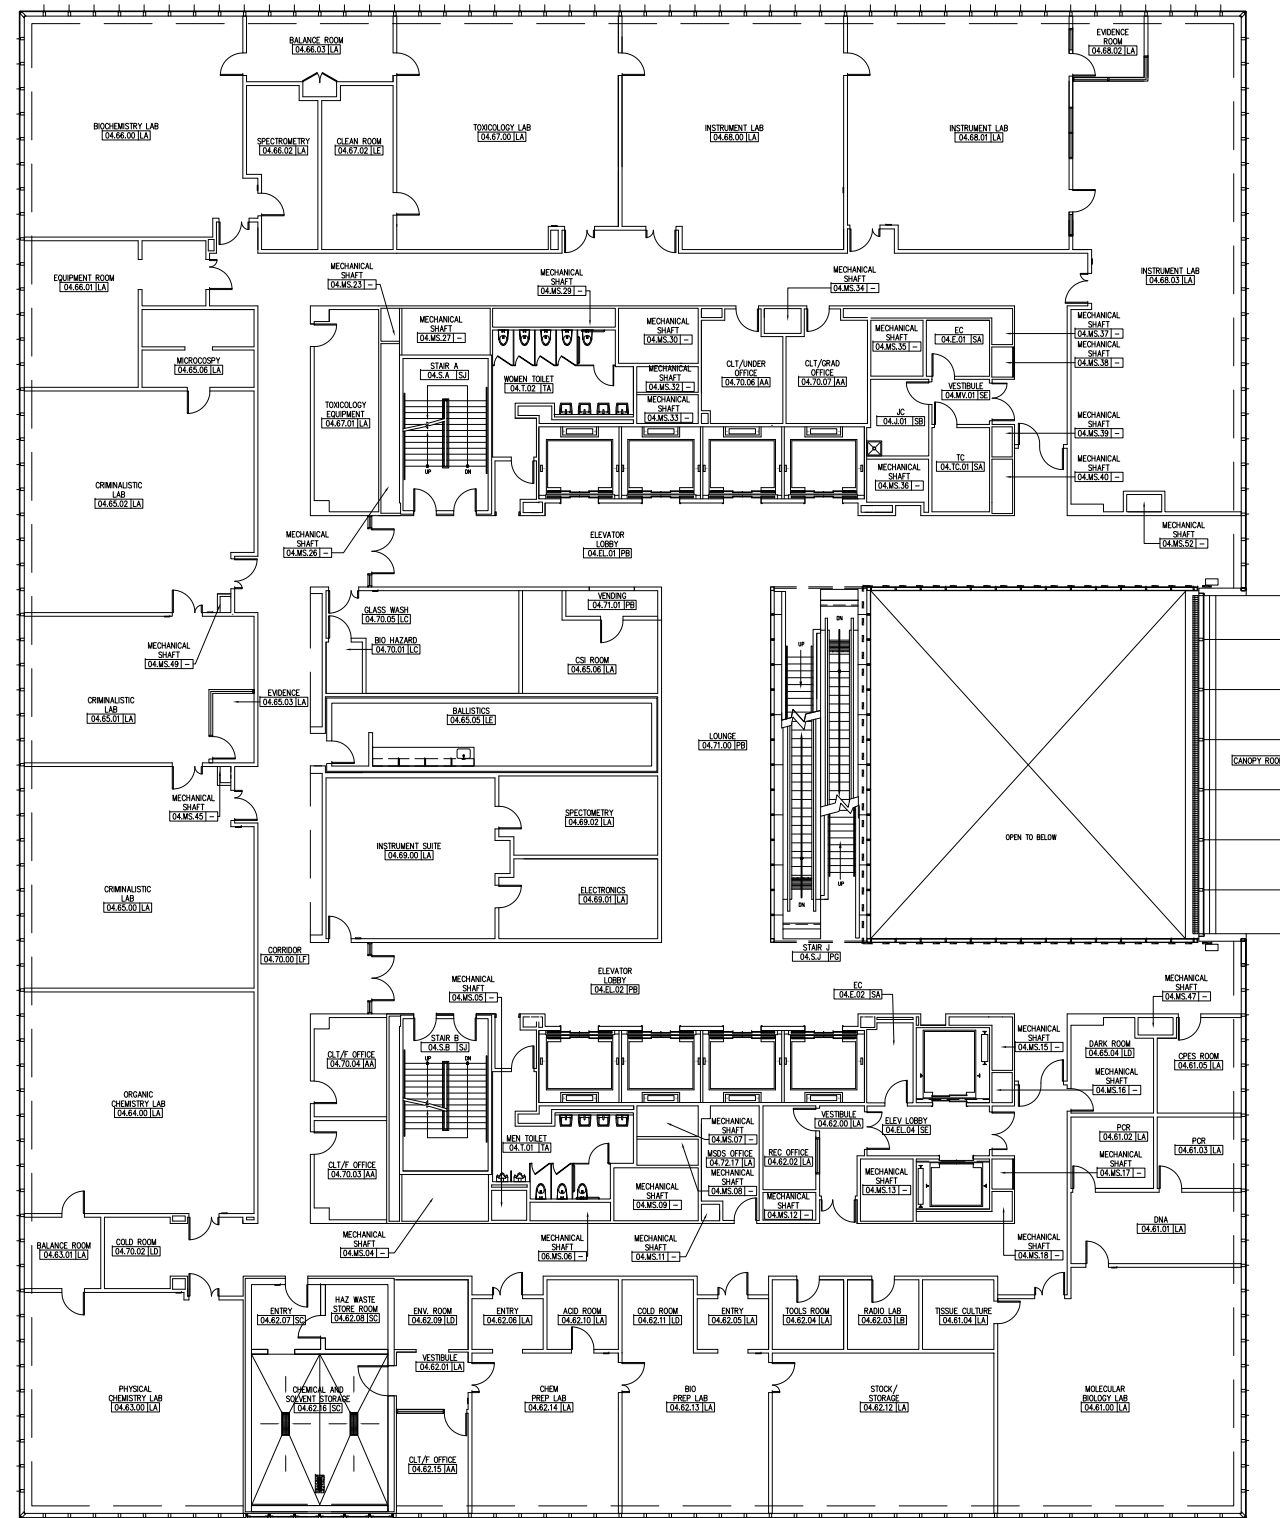 BALANCE ROOM
04.66.03 LA
EVIDENCE
ROOM
04.68.02 LA
BIOCHEMISTRY LAB
04.66.00 LA
SPECTROMETRY
04.66.02 LA
CLEAN ROOM
04.67.02 LE
TOXICOLOGY LAB
04.67.00 LA
INSTRUMENT LAB
04.68.00 LA
INSTRUMENT LAB
04.68.01 LA
EQUIPMENT ROOM
04.66.01 LA
MECHANICAL
SHAFT
04.MS.23 -
MECHANICAL
SHAFT
04.MS.29 -
MECHANICAL
SHAFT
04.MS.34 -
INSTRUMENT LAB
04.68.03 LA
MECHANICAL
SHAFT
04.MS.27 -
MECHANICAL
SHAFT
04.MS.30 -
MECHANICAL
SHAFT
04.MS.35 -
EC
04.E.01 SA
MECHANICAL
SHAFT
04.MS.37 -
MECHANICAL
SHAFT
04.MS.38 -
MICROCOSPY
04.65.06 LA
STAIR A
04.S.A SJ
WOMEN TOILET
04.T.02 TA
MECHANICAL
SHAFT
04.MS.32 -
MECHANICAL
SHAFT
04.MS.33 -
CLT/UNDER
OFFICE
04.70.06 AA
CLT/GRAD
OFFICE
04.70.07 AA
VESTIBULE
04.MV.01 SE
TOXICOLOGY
EQUIPMENT
04.67.01 LA
JC
04.J.01 SB
MECHANICAL
SHAFT
04.MS.39 -
TC
04.TC.01 SA
MECHANICAL
SHAFT
04.MS.40 -
UP
DN
MECHANICAL
SHAFT
04.MS.36 -
CRIMINALISTIC
LAB
04.65.02 LA
MECHANICAL
SHAFT
04.MS.26 -
ELEVATOR
LOBBY
04.EL.01 PB
MECHANICAL
SHAFT
04.MS.52 -
GLASS WASH
04.70.05 LC
BIO HAZARD
04.70.01 LC
VENDING
04.71.01 PB
CSI ROOM
04.65.06 LA
DN
UP
MECHANICAL
SHAFT
04.MS.49 -
CRIMINALISTIC
LAB
04.65.01 LA
EVIDENCE
04.65.03 LA
BALLISTICS
04.65.05 LE
LOUNGE
04.71.00 PB
CANOPY ROO
MECHANICAL
SHAFT
04.MS.45 -
SPECTOMETRY
04.69.02 LA
INSTRUMENT SUITE
04.69.00 LA
OPEN TO BELOW
CRIMINALISTIC
LAB
04.65.00 LA
ELECTRONICS
04.69.01 LA
UP
DN
CORRIDOR
04.70.00 LF
STAIR J
04.S.J PG
MECHANICAL
SHAFT
04.MS.05 -
ELEVATOR
LOBBY
04.EL.02 PB
EC
04.E.02 SA
MECHANICAL
SHAFT
04.MS.47 -
CLT/F OFFICE
04.70.04 AA
STAIR B
04.S.B SJ
UP
DN
MECHANICAL
SHAFT
04.MS.15 -
DARK ROOM
04.65.04 LD
CPES ROOM
04.61.05 LA
MECHANICAL
SHAFT
04.MS.16 -
ORGANIC
CHEMISTRY LAB
04.64.00 LA
MEN TOILET
04.T.01 TA
MECHANICAL
SHAFT
04.MS.07 -
VESTIBULE
04.62.00 LA
ELEV LOBBY
04.EL.04 SE
PCR
04.61.02 LA
PCR
04.61.03 LA
CLT/F OFFICE
04.70.03 AA
MSDS OFFICE
04.72.17 LA
REC OFFICE
04.62.02 LA
MECHANICAL
SHAFT
04.MS.17 -
MECHANICAL
SHAFT
04.MS.08 -
MECHANICAL
SHAFT
04.MS.09 -
MECHANICAL
SHAFT
04.MS.13 -
MECHANICAL
SHAFT
04.MS.12 -
DNA
04.61.01 LA
BALANCE ROOM
04.63.01 LA
COLD ROOM
04.70.02 LD
MECHANICAL
SHAFT
04.MS.04 -
MECHANICAL
SHAFT
06.MS.06 -
MECHANICAL
SHAFT
04.MS.11 -
MECHANICAL
SHAFT
04.MS.18 -
ENTRY
04.62.07 SC
HAZ WASTE
STORE ROOM
04.62.08 SC
ENV. ROOM
04.62.09 LD
ENTRY
04.62.06 LA
ACID ROOM
04.62.10 LA
COLD ROOM
04.62.11 LD
ENTRY
04.62.05 LA
TOOLS ROOM
04.62.04 LA
RADIO LAB
04.62.03 LB
TISSUE CULTURE
04.61.04 LA
VESTIBULE
04.62.01 LA
PHYSICAL
CHEMISTRY LAB
04.63.00 LA
CHEMICAL AND
SOLVENT STORAGE
04.62.16 SC
CHEM
PREP LAB
04.62.14 LA
BIO
PREP LAB
04.62.13 LA
STOCK/
STORAGE
04.62.12 LA
MOLECULAR
BIOLOGY LAB
04.61.00 LA
CLT/F OFFICE
04.62.15 AA